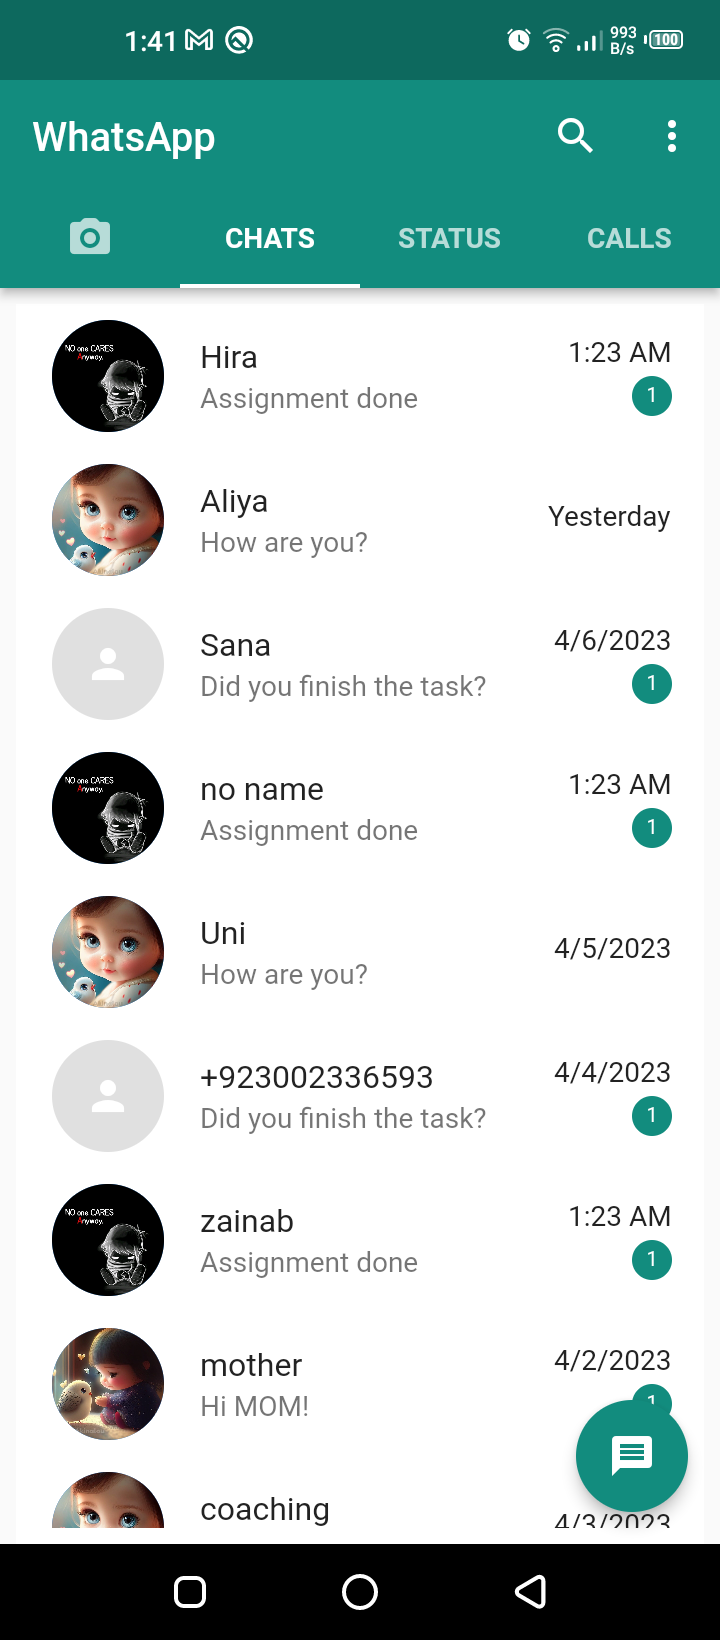 1:41
993
B/s
100
WhatsApp
CHATS STATUS CALLS
NO one CARES
Anyway.
Hira 1:23 AM
Assignment done 1
Aliya Yesterday
How are you?
Sana 4/6/2023
Did you finish the task? 1
NO one CARES
Anyway.
no name 1:23 AM
Assignment done 1
Uni 4/5/2023
How are you?
+923002336593 4/4/2023
Did you finish the task? 1
NO one CARES
Anyway.
zainab 1:23 AM
Assignment done 1
mother 4/2/2023
Hi MOM! 1
coaching 4/3/2023